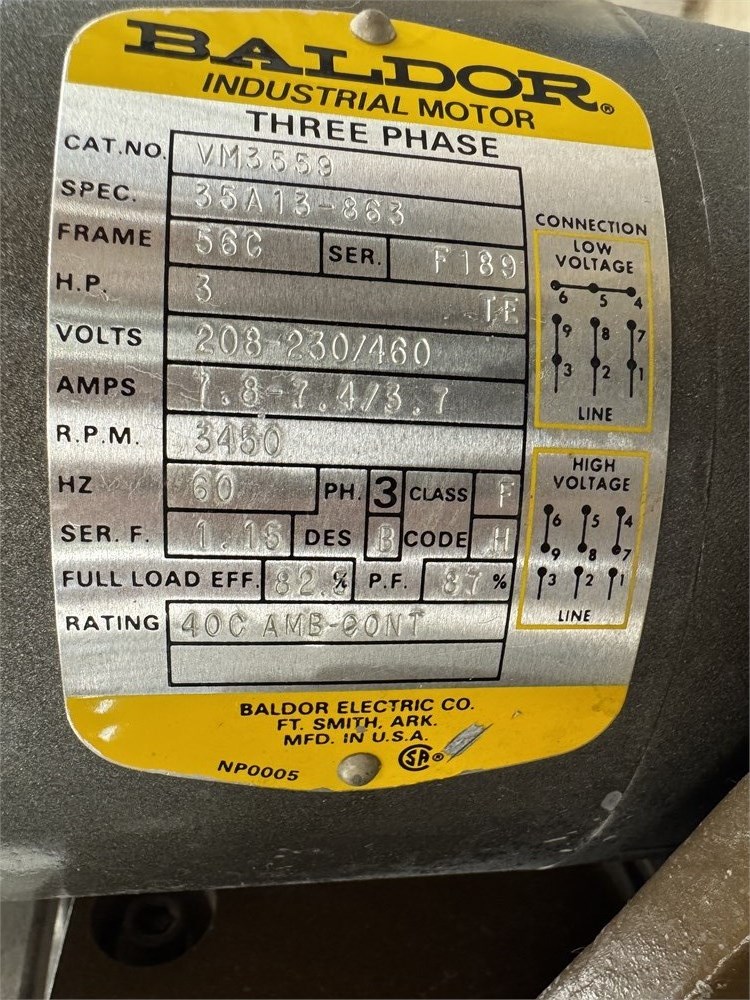 BALDOR®
INDUSTRIAL MOTOR
THREE PHASE
CAT.NO. VM3559
SPEC. 35A13-863
FRAME 56C SER. F189
H.P. 3 TE
VOLTS 208-230/460
AMPS 7.8-7.4/3.7
R.P.M. 3450
HZ 60 PH. 3 CLASS F
SER. F. 1.15 DES B CODE H
FULL LOAD EFF. 82.5 % P.F. 87 %
RATING 40C AMB-CONT
CONNECTION
LOW
VOLTAGE
6 5 4
9 8 7
3 2 1
LINE
HIGH
VOLTAGE
6 5 4
9 8 7
3 2 1
LINE
BALDOR ELECTRIC CO.
FT. SMITH, ARK.
MFD. IN U.S.A.
NP0005 SA®